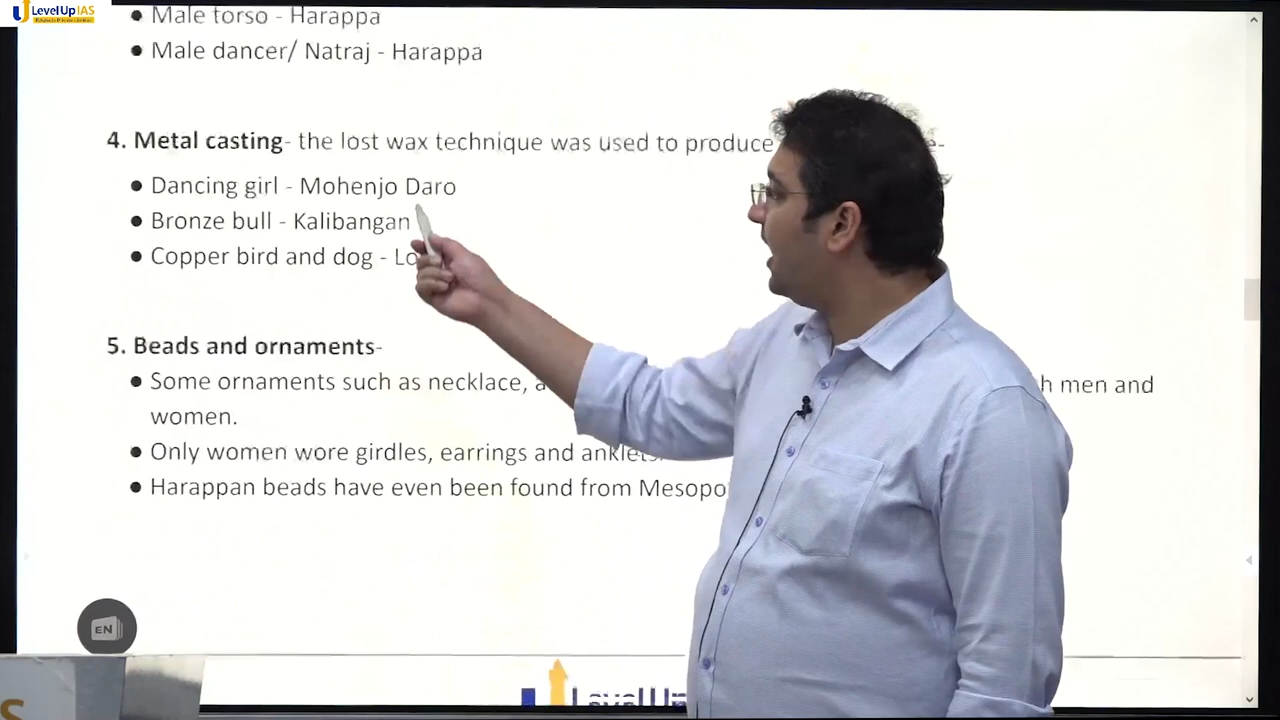 LevelUp IAS
● Male torso - Harappa
● Male dancer/ Natraj - Harappa
4. Metal casting- the lost wax technique was used to produce
● Dancing girl - Mohenjo Daro
● Bronze bull - Kalibangan
● Copper bird and dog - Lo
5. Beads and ornaments-
● Some ornaments such as necklace, a h men and
women.
● Only women wore girdles, earrings and anklets.
● Harappan beads have even been found from Mesopo
EN